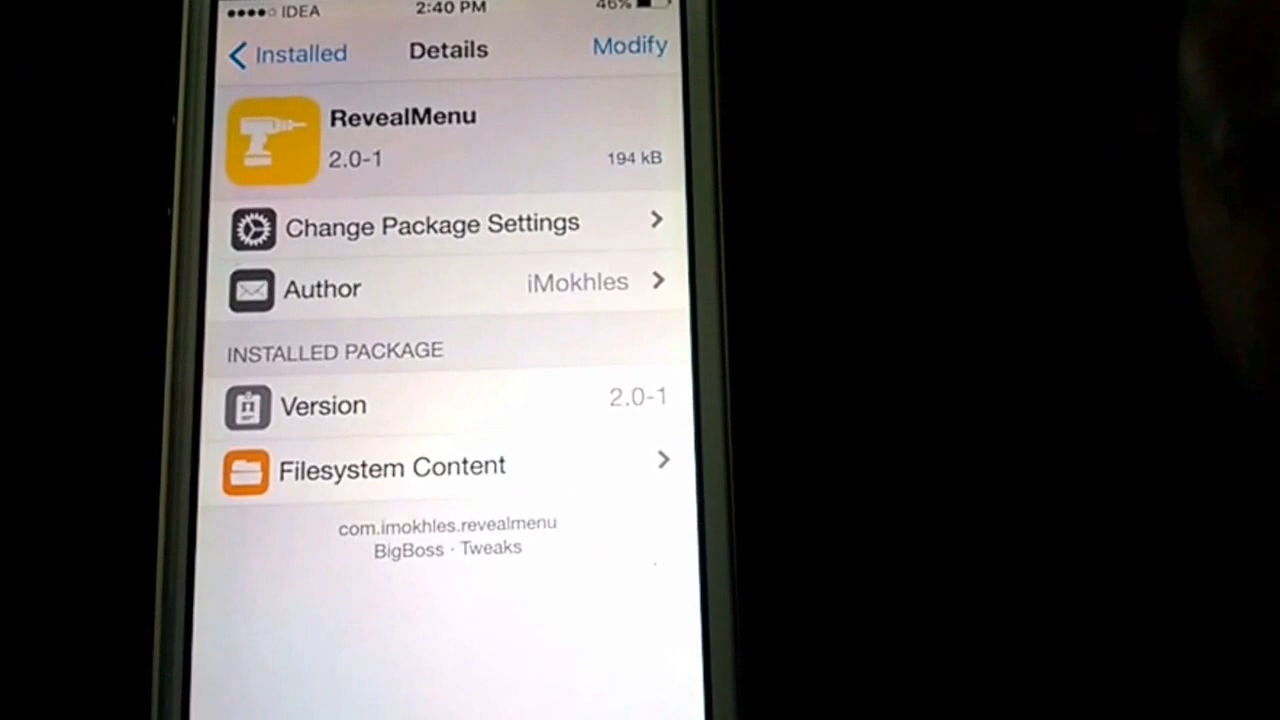 IDEA 2:40 PM 46%
Installed Details Modify
RevealMenu
2.0-1 194 kB
Change Package Settings
Author iMokhles
INSTALLED PACKAGE
Version 2.0-1
Filesystem Content
com.imokhles.revealmenu
BigBoss · Tweaks